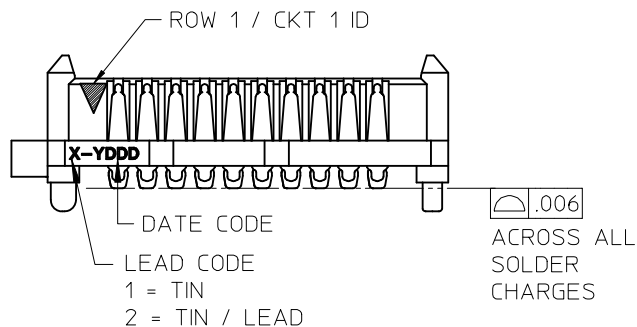 ROW 1 / CKT 1 ID
X-YDDD
DATE CODE
LEAD CODE
1 = TIN
2 = TIN / LEAD
.006
ACROSS ALL
SOLDER
CHARGES